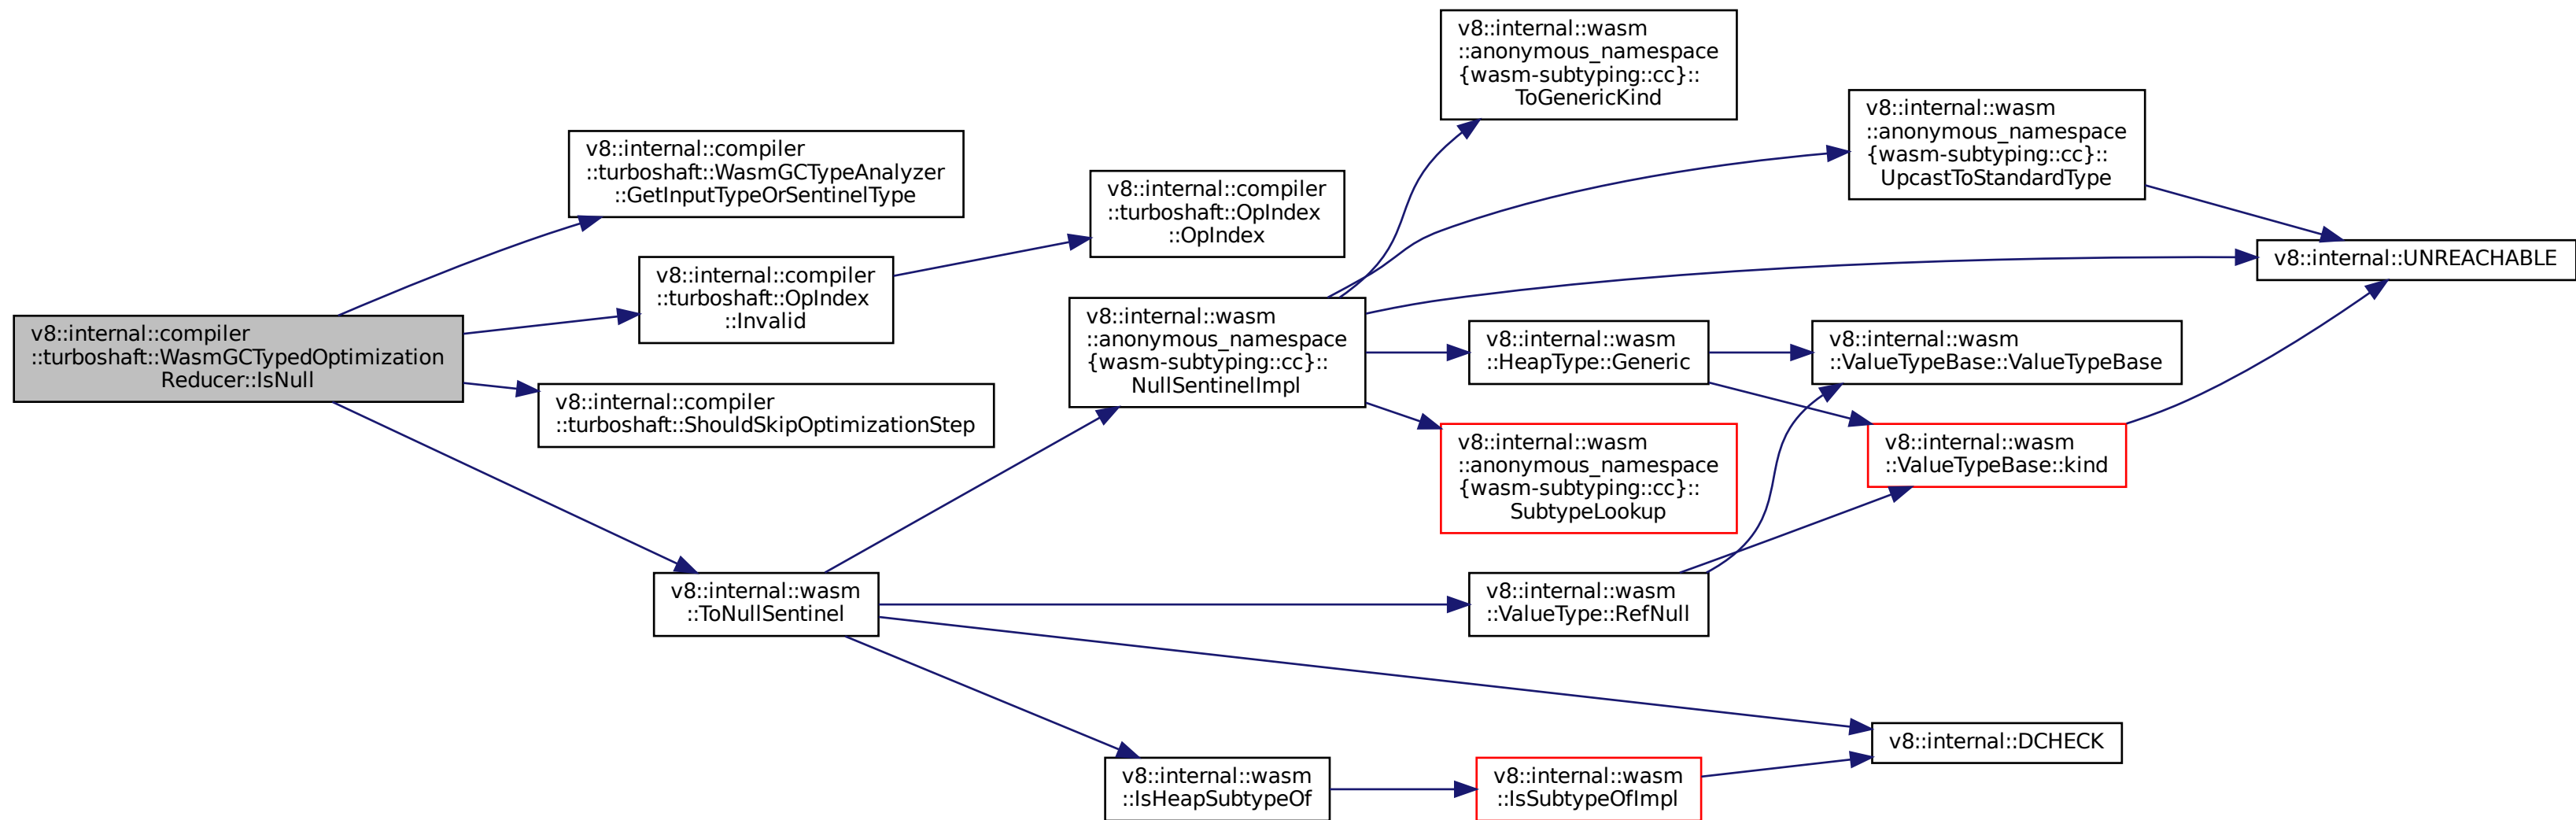 v8::internal::wasm
::anonymous_namespace
{wasm-subtyping::cc}::
ToGenericKind
v8::internal::wasm
::anonymous_namespace
{wasm-subtyping::cc}::
UpcastToStandardType
v8::internal::compiler
::turboshaft::WasmGCTypeAnalyzer
::GetInputTypeOrSentinelType
v8::internal::compiler
::turboshaft::OpIndex
::OpIndex
v8::internal::UNREACHABLE
v8::internal::compiler
::turboshaft::OpIndex
::Invalid
v8::internal::compiler
::turboshaft::WasmGCTypedOptimization
Reducer::IsNull
v8::internal::wasm
::anonymous_namespace
{wasm-subtyping::cc}::
NullSentinelImpl
v8::internal::wasm
::HeapType::Generic
v8::internal::wasm
::ValueTypeBase::ValueTypeBase
v8::internal::compiler
::turboshaft::ShouldSkipOptimizationStep
v8::internal::wasm
::anonymous_namespace
{wasm-subtyping::cc}::
SubtypeLookup
v8::internal::wasm
::ValueTypeBase::kind
v8::internal::wasm
::ToNullSentinel
v8::internal::wasm
::ValueType::RefNull
v8::internal::DCHECK
v8::internal::wasm
::IsHeapSubtypeOf
v8::internal::wasm
::IsSubtypeOfImpl